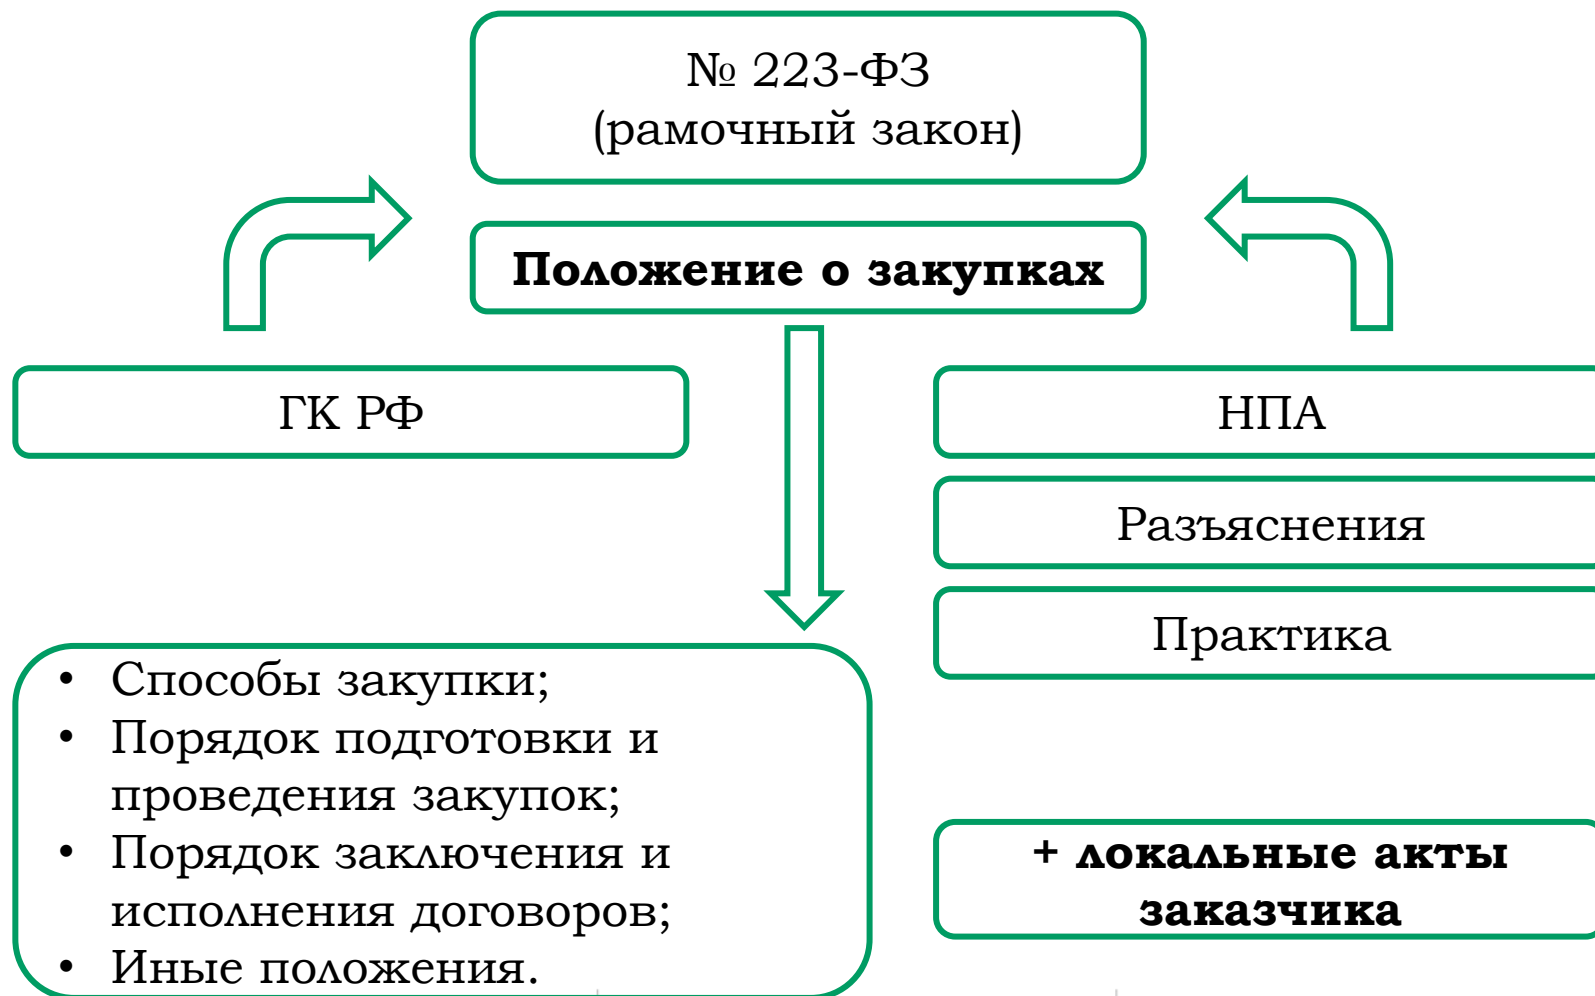 № 223-ФЗ
(рамочный закон)
Положение о закупках
ГК РФ
НПА
Разъяснения
Практика
• Способы закупки;
• Порядок подготовки и
проведения закупок;
• Порядок заключения и
исполнения договоров;
• Иные положения.
+ локальные акты
заказчика